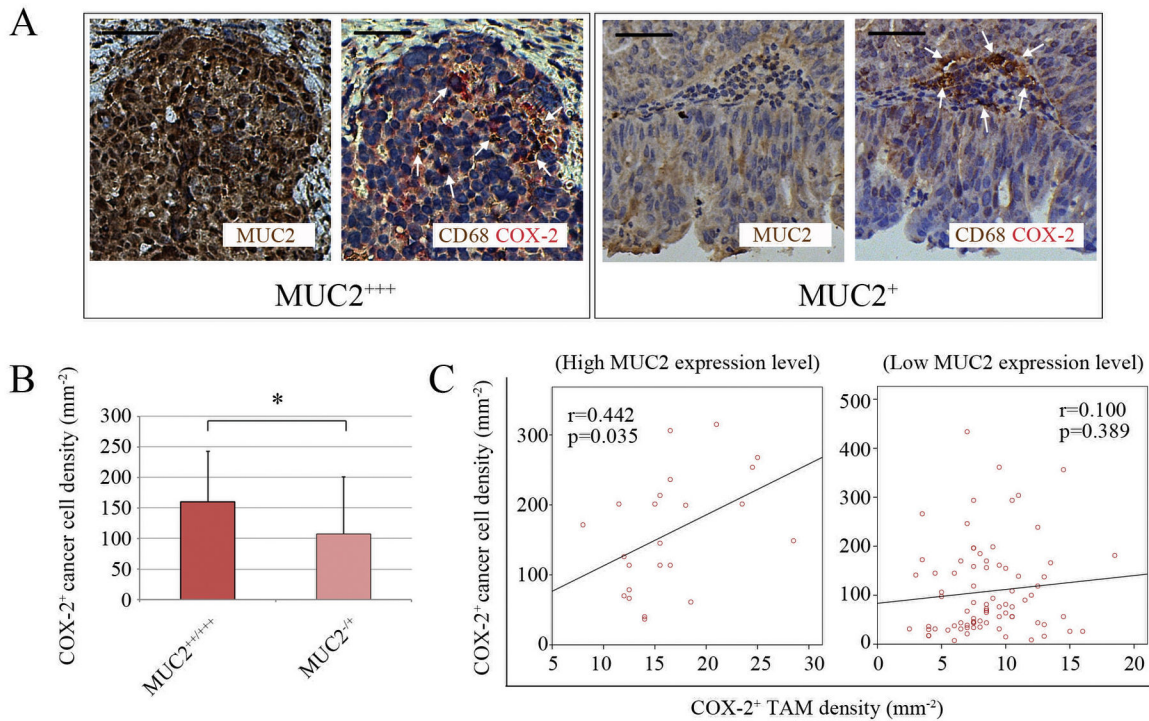 A
MUC2
CD68 COX-2
MUC2
CD68 COX-2
MUC2+++
MUC2+
B
COX-2+ cancer cell density (mm-2)
*
300
250
200
150
100
50
0
MUC2++/+++
MUC2-/+
C
(High MUC2 expression level)
(Low MUC2 expression level)
COX-2+ cancer cell density (mm-2)
r=0.442
p=0.035
300
200
100
0
5 10 15 20 25 30
r=0.100
p=0.389
500
400
300
200
100
0
0 5 10 15 20
COX-2+ TAM density (mm-2)